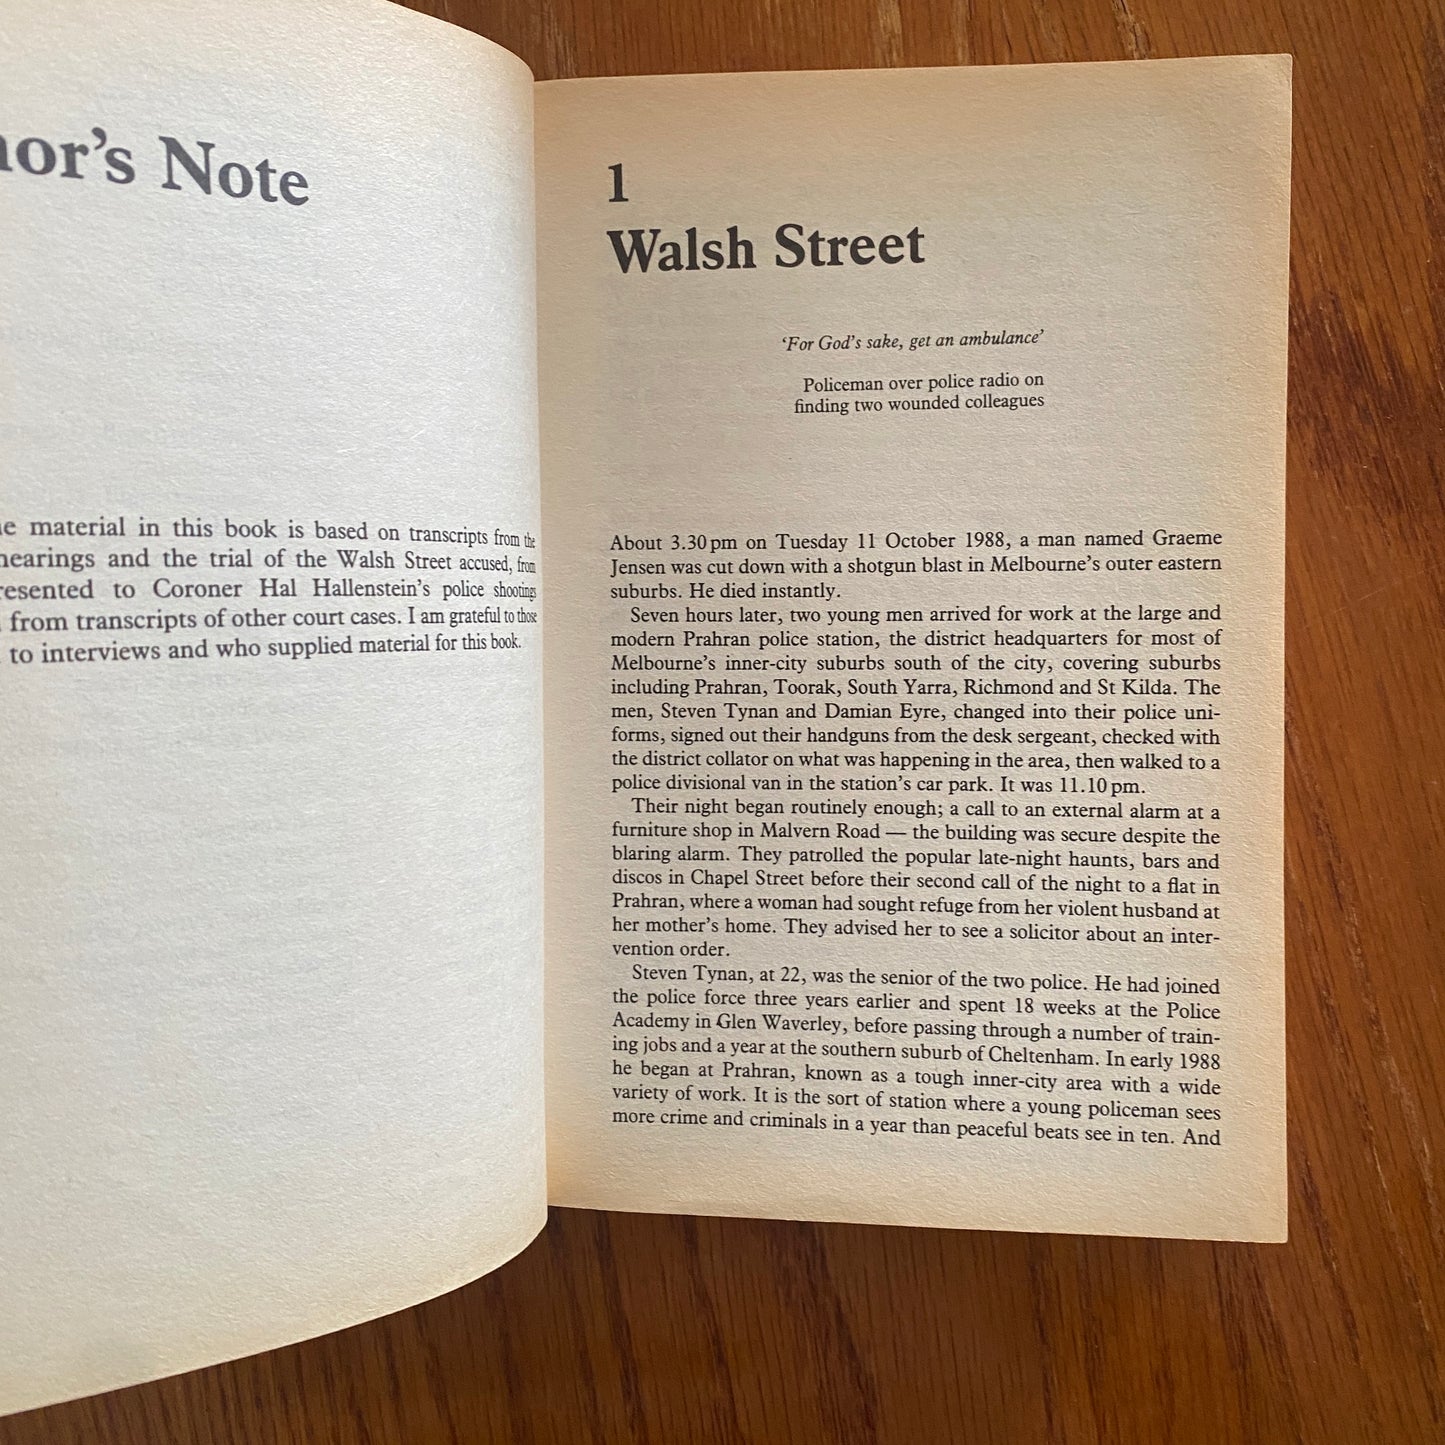 or's Note
material in this book is based on transcripts from the
hearings and the trial of the Walsh Street accused, from
resented to Coroner Hal Hallenstein's police shootings
from transcripts of other court cases. I am grateful to those
to interviews and who supplied material for this book.
1
Walsh Street
‘For God's sake, get an ambulance’
Policeman over police radio on
finding two wounded colleagues
About 3.30 pm on Tuesday 11 October 1988, a man named Graeme
Jensen was cut down with a shotgun blast in Melbourne's outer eastern
suburbs. He died instantly.
Seven hours later, two young men arrived for work at the large and
modern Prahran police station, the district headquarters for most of
Melbourne's inner-city suburbs south of the city, covering suburbs
including Prahran, Toorak, South Yarra, Richmond and St Kilda. The
men, Steven Tynan and Damian Eyre, changed into their police uni-
forms, signed out their handguns from the desk sergeant, checked with
the district collator on what was happening in the area, then walked to a
police divisional van in the station's car park. It was 11.10 pm.
Their night began routinely enough; a call to an external alarm at a
furniture shop in Malvern Road — the building was secure despite the
blaring alarm. They patrolled the popular late-night haunts, bars and
discos in Chapel Street before their second call of the night to a flat in
Prahran, where a woman had sought refuge from her violent husband at
her mother's home. They advised her to see a solicitor about an inter-
vention order.
Steven Tynan, at 22, was the senior of the two police. He had joined
the police force three years earlier and spent 18 weeks at the Police
Academy in Glen Waverley, before passing through a number of train-
ing jobs and a year at the southern suburb of Cheltenham. In early 1988
he began at Prahran, known as a tough inner-city area with a wide
variety of work. It is the sort of station where a young policeman sees
more crime and criminals in a year than peaceful beats see in ten. And